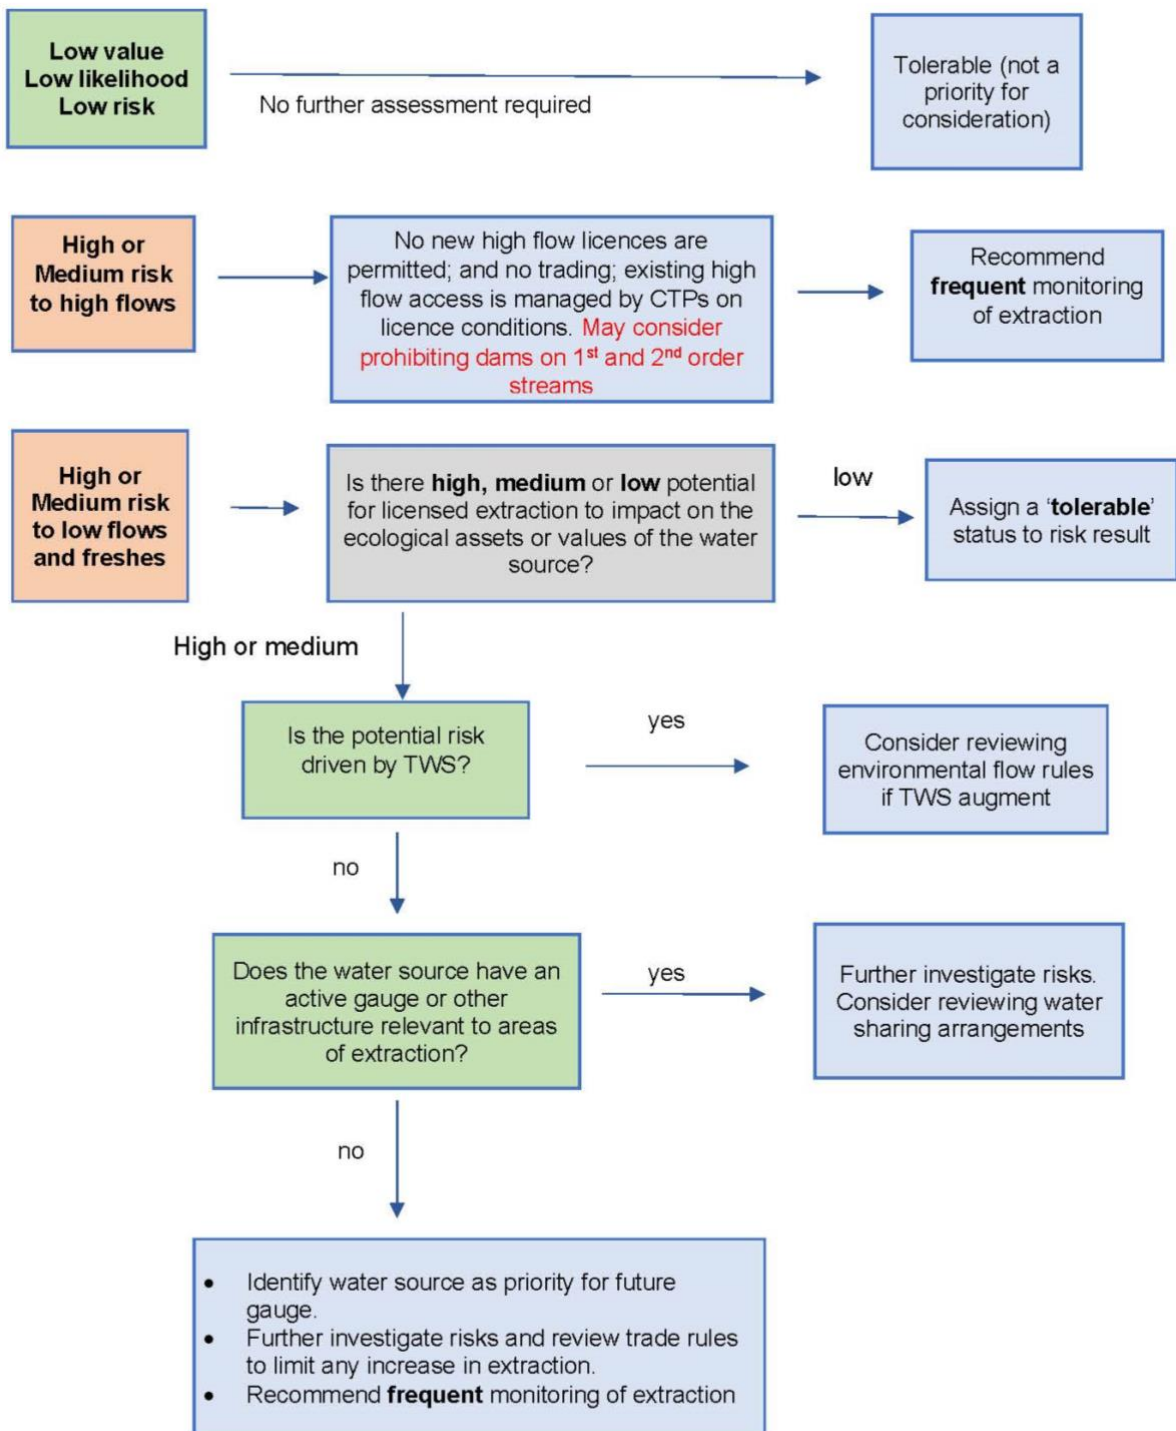 Low value
Low likelihood
Low risk
No further assessment required
Tolerable (not a
priority for
consideration)
High or
Medium risk
to high flows
No new high flow licences are
permitted; and no trading; existing high
flow access is managed by CTPs on
licence conditions. May consider
prohibiting dams on 1st and 2nd order
streams
Recommend
frequent monitoring
of extraction
High or
Medium risk
to low flows
and freshes
Is there high, medium or low potential
for licensed extraction to impact on the
ecological assets or values of the water
source?
low
Assign a ‘tolerable’
status to risk result
High or medium
Is the potential risk
driven by TWS?
yes
Consider reviewing
environmental flow rules
if TWS augment
no
Does the water source have an
active gauge or other
infrastructure relevant to areas
of extraction?
yes
Further investigate risks.
Consider reviewing water
sharing arrangements
no
• Identify water source as priority for future
gauge.
• Further investigate risks and review trade rules
to limit any increase in extraction.
• Recommend frequent monitoring of extraction